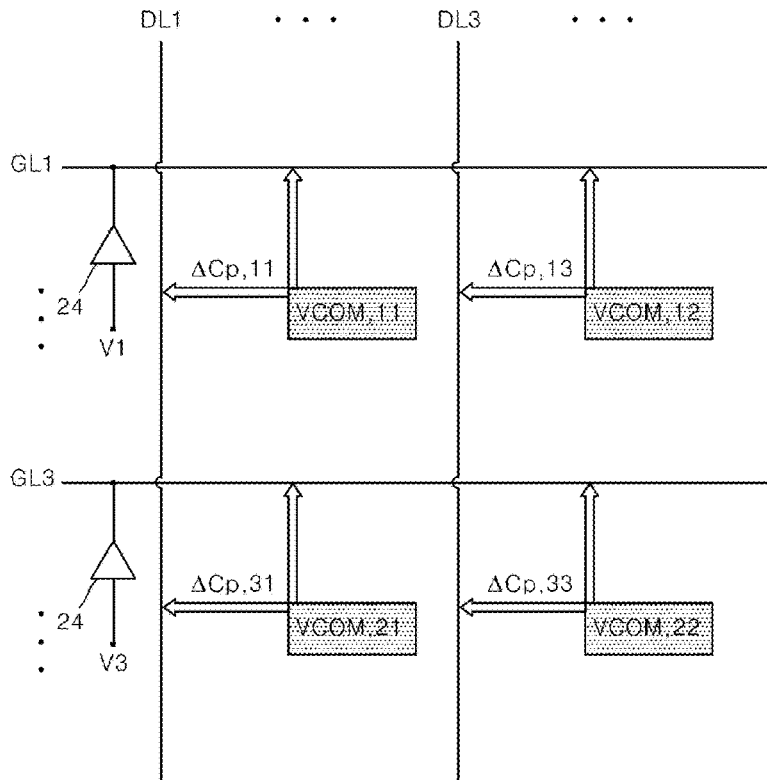 DL1 . . . DL3 . . .
GL1
ΔCp,11 ΔCp,13
24
VCOM,11 VCOM,12
V1
GL3
ΔCp,31 ΔCp,33
24
VCOM,21 VCOM,22
V3